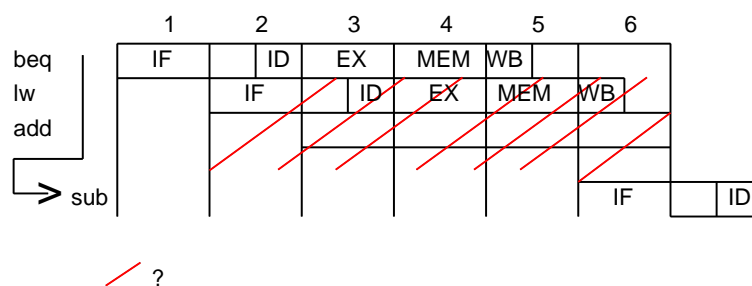 1 2 3 4 5 6
beq IF ID EX MEM WB
lw IF ID EX MEM WB
add
> sub IF ID
?